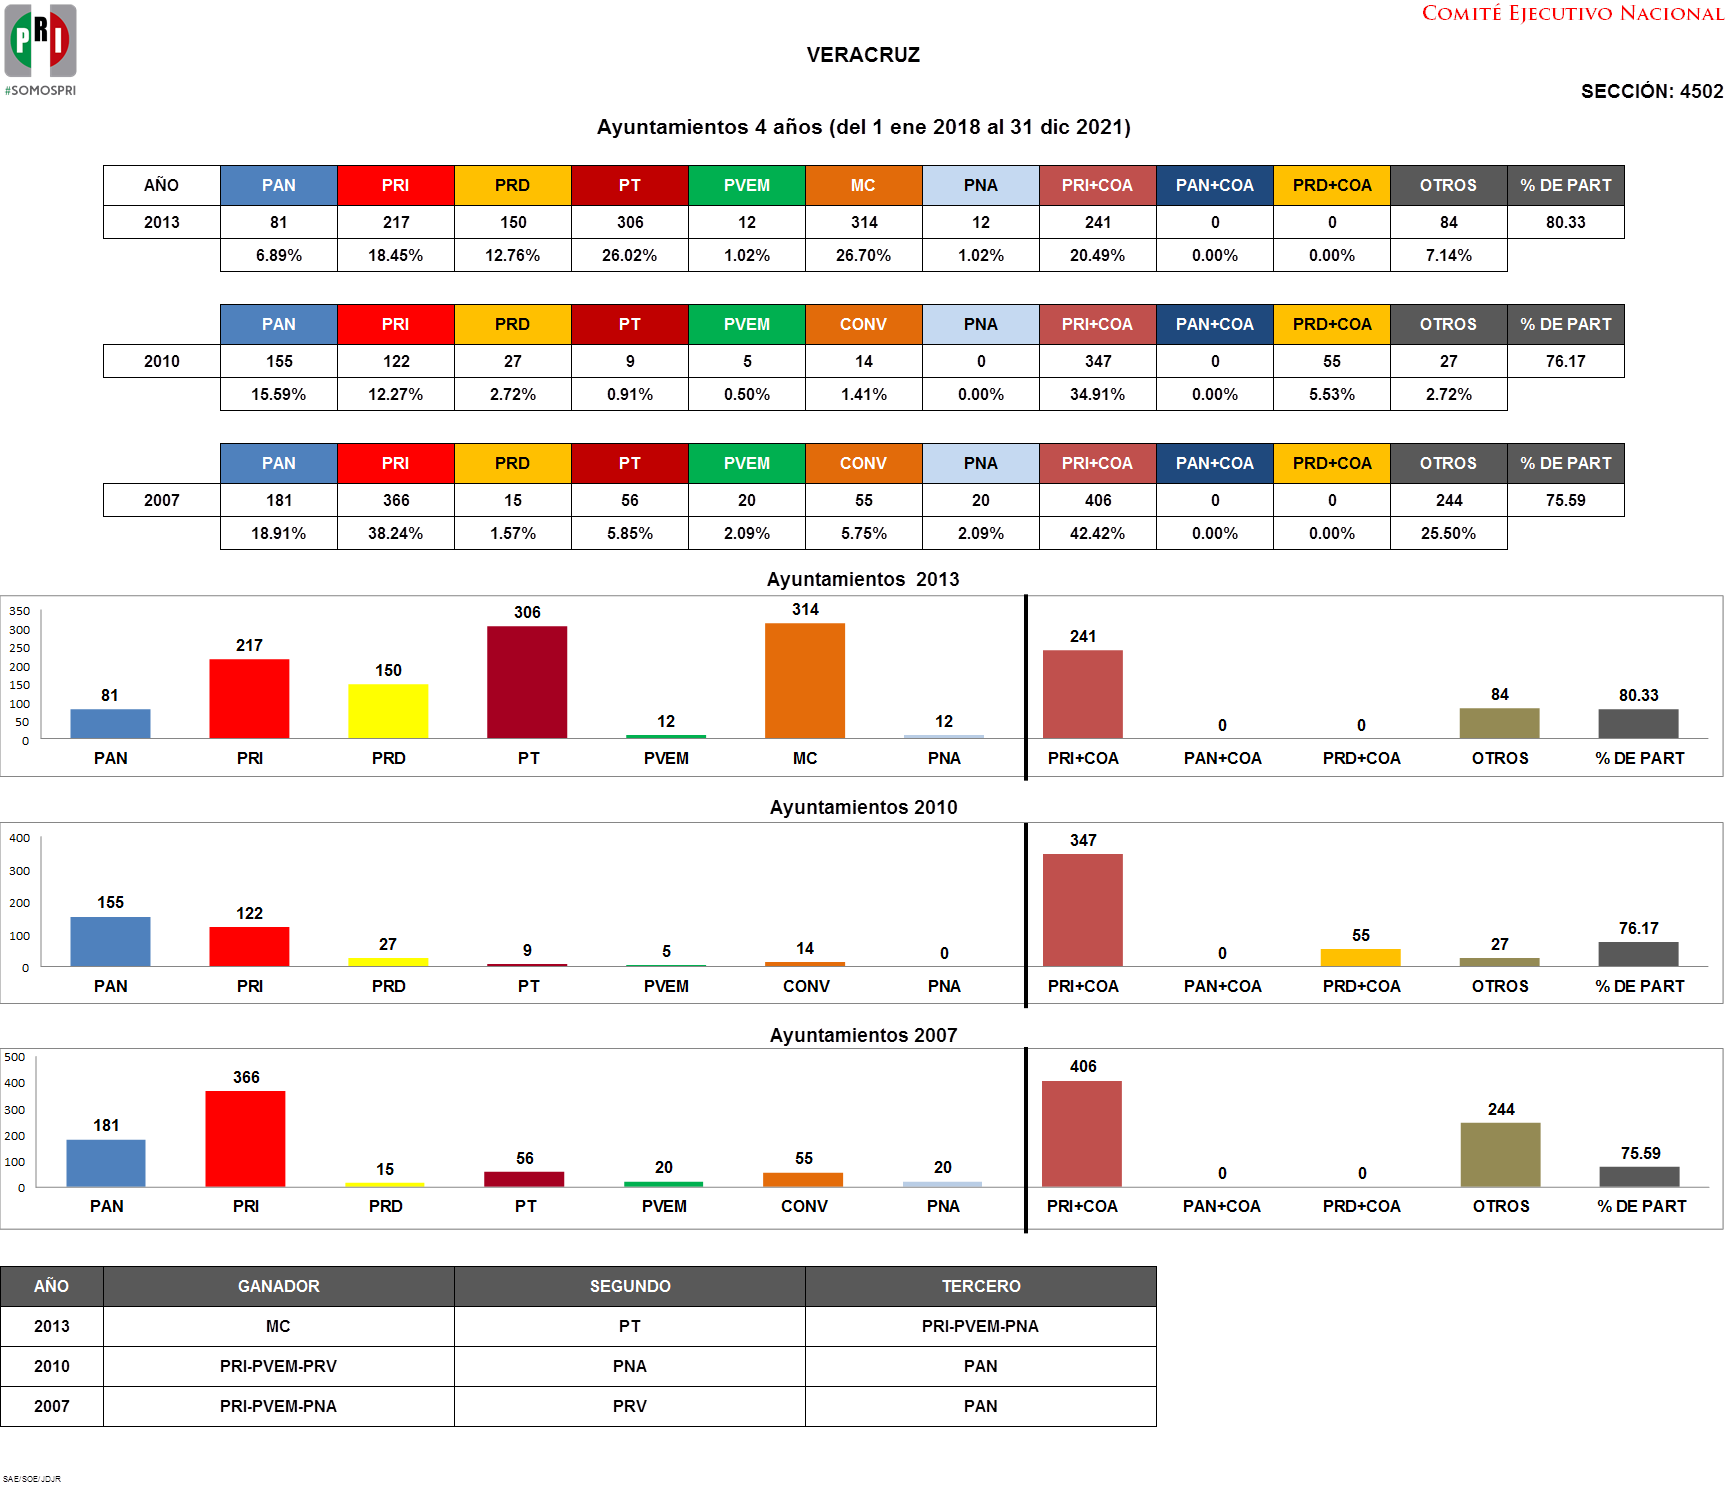 PRI
#SOMOSPRI
COMITÉ EJECUTIVO NACIONAL
VERACRUZ
SECCIÓN: 4502
Ayuntamientos 4 años (del 1 ene 2018 al 31 dic 2021)
AÑO PAN PRI PRD PT PVEM MC PNA PRI+COA PAN+COA PRD+COA OTROS % DE PART
2013 81 217 150 306 12 314 12 241 0 0 84 80.33
6.89% 18.45% 12.76% 26.02% 1.02% 26.70% 1.02% 20.49% 0.00% 0.00% 7.14%
PAN PRI PRD PT PVEM CONV PNA PRI+COA PAN+COA PRD+COA OTROS % DE PART
2010 155 122 27 9 5 14 0 347 0 55 27 76.17
15.59% 12.27% 2.72% 0.91% 0.50% 1.41% 0.00% 34.91% 0.00% 5.53% 2.72%
PAN PRI PRD PT PVEM CONV PNA PRI+COA PAN+COA PRD+COA OTROS % DE PART
2007 181 366 15 56 20 55 20 406 0 0 244 75.59
18.91% 38.24% 1.57% 5.85% 2.09% 5.75% 2.09% 42.42% 0.00% 0.00% 25.50%
Ayuntamientos 2013
350
300
250
200
150
100
50
0
81 217 150 306 12 314 12 241 0 0 84 80.33
PAN PRI PRD PT PVEM MC PNA PRI+COA PAN+COA PRD+COA OTROS % DE PART
Ayuntamientos 2010
400
300
200
100
0
155 122 27 9 5 14 0 347 0 55 27 76.17
PAN PRI PRD PT PVEM CONV PNA PRI+COA PAN+COA PRD+COA OTROS % DE PART
Ayuntamientos 2007
500
400
300
200
100
0
181 366 15 56 20 55 20 406 0 0 244 75.59
PAN PRI PRD PT PVEM CONV PNA PRI+COA PAN+COA PRD+COA OTROS % DE PART
AÑO GANADOR SEGUNDO TERCERO
2013 MC PT PRI-PVEM-PNA
2010 PRI-PVEM-PRV PNA PAN
2007 PRI-PVEM-PNA PRV PAN
SAE/SOE/JDJR